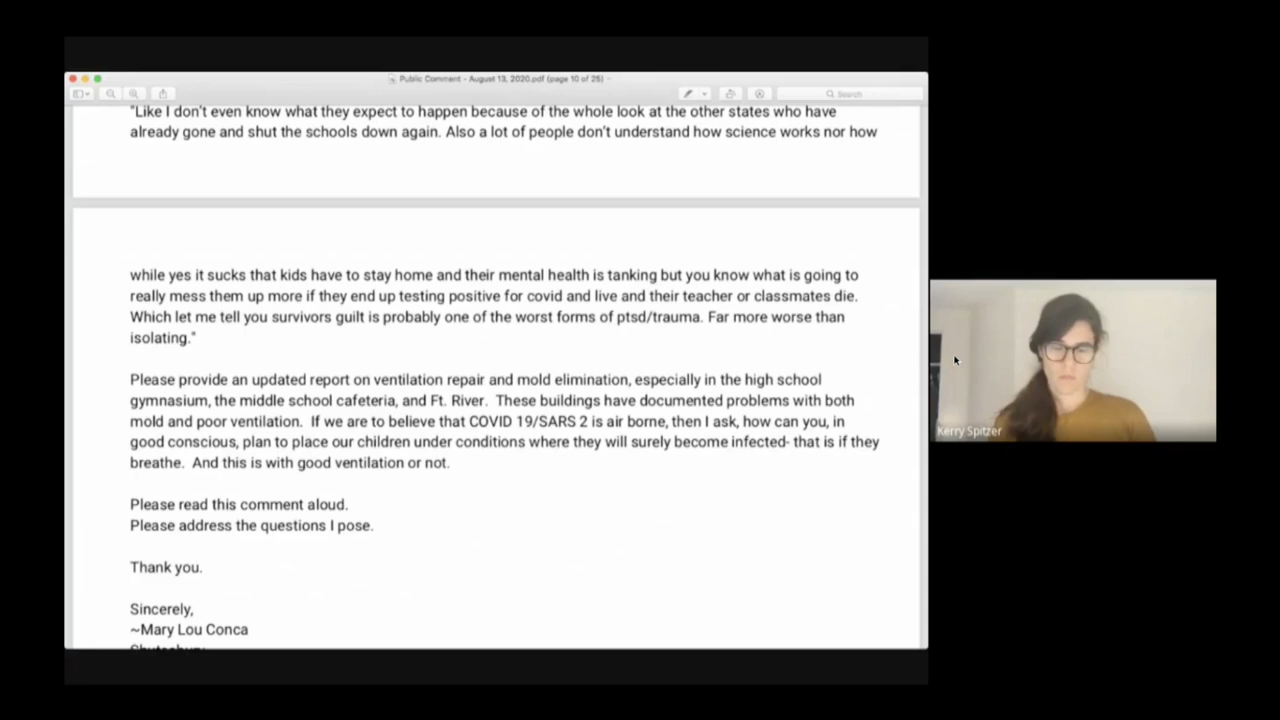 Public Comment - August 13, 2020.pdf (page 10 of 25)
Search
"Like I don't even know what they expect to happen because of the whole look at the other states who have
already gone and shut the schools down again. Also a lot of people don't understand how science works nor how
while yes it sucks that kids have to stay home and their mental health is tanking but you know what is going to
really mess them up more if they end up testing positive for covid and live and their teacher or classmates die.
Which let me tell you survivors guilt is probably one of the worst forms of ptsd/trauma. Far more worse than
isolating."
Please provide an updated report on ventilation repair and mold elimination, especially in the high school
gymnasium, the middle school cafeteria, and Ft. River.  These buildings have documented problems with both
mold and poor ventilation.  If we are to believe that COVID 19/SARS 2 is air borne, then I ask, how can you, in
good conscious, plan to place our children under conditions where they will surely become infected- that is if they
breathe.  And this is with good ventilation or not.
Please read this comment aloud.
Please address the questions I pose.
Thank you.
Sincerely,
~Mary Lou Conca
Kerry Spitzer